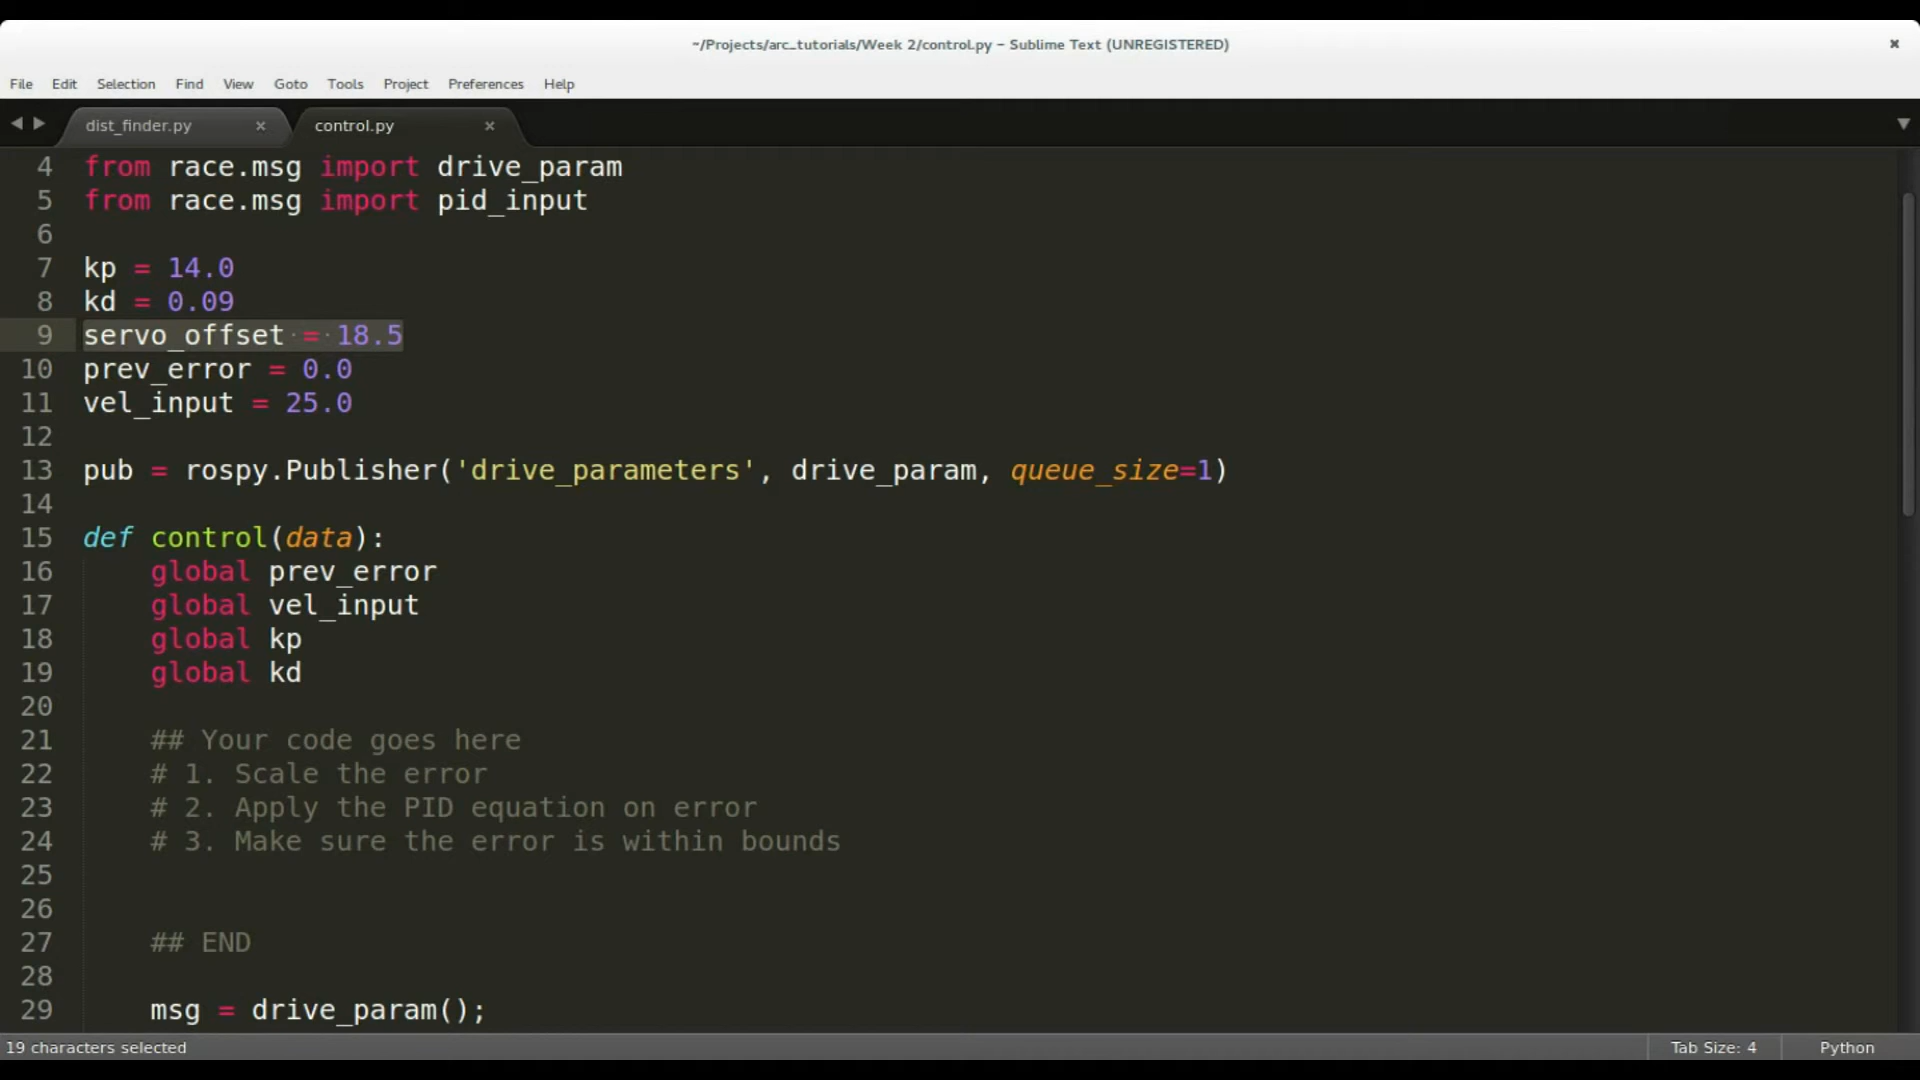 ~/Projects/arc_tutorials/Week 2/control.py − Sublime Text (UNREGISTERED)
File Edit Selection Find View Goto Tools Project Preferences Help
dist_finder.py control.py
4 from race.msg import drive_param
5 from race.msg import pid_input
6
7 kp = 14.0
8 kd = 0.09
9 servo_offset = 18.5
10 prev_error = 0.0
11 vel_input = 25.0
12
13 pub = rospy.Publisher('drive_parameters', drive_param, queue_size=1)
14
15 def control(data):
16     global prev_error
17     global vel_input
18     global kp
19     global kd
20
21     ## Your code goes here
22     # 1. Scale the error
23     # 2. Apply the PID equation on error
24     # 3. Make sure the error is within bounds
25
26
27     ## END
28
29     msg = drive_param();
19 characters selected Tab Size: 4 Python